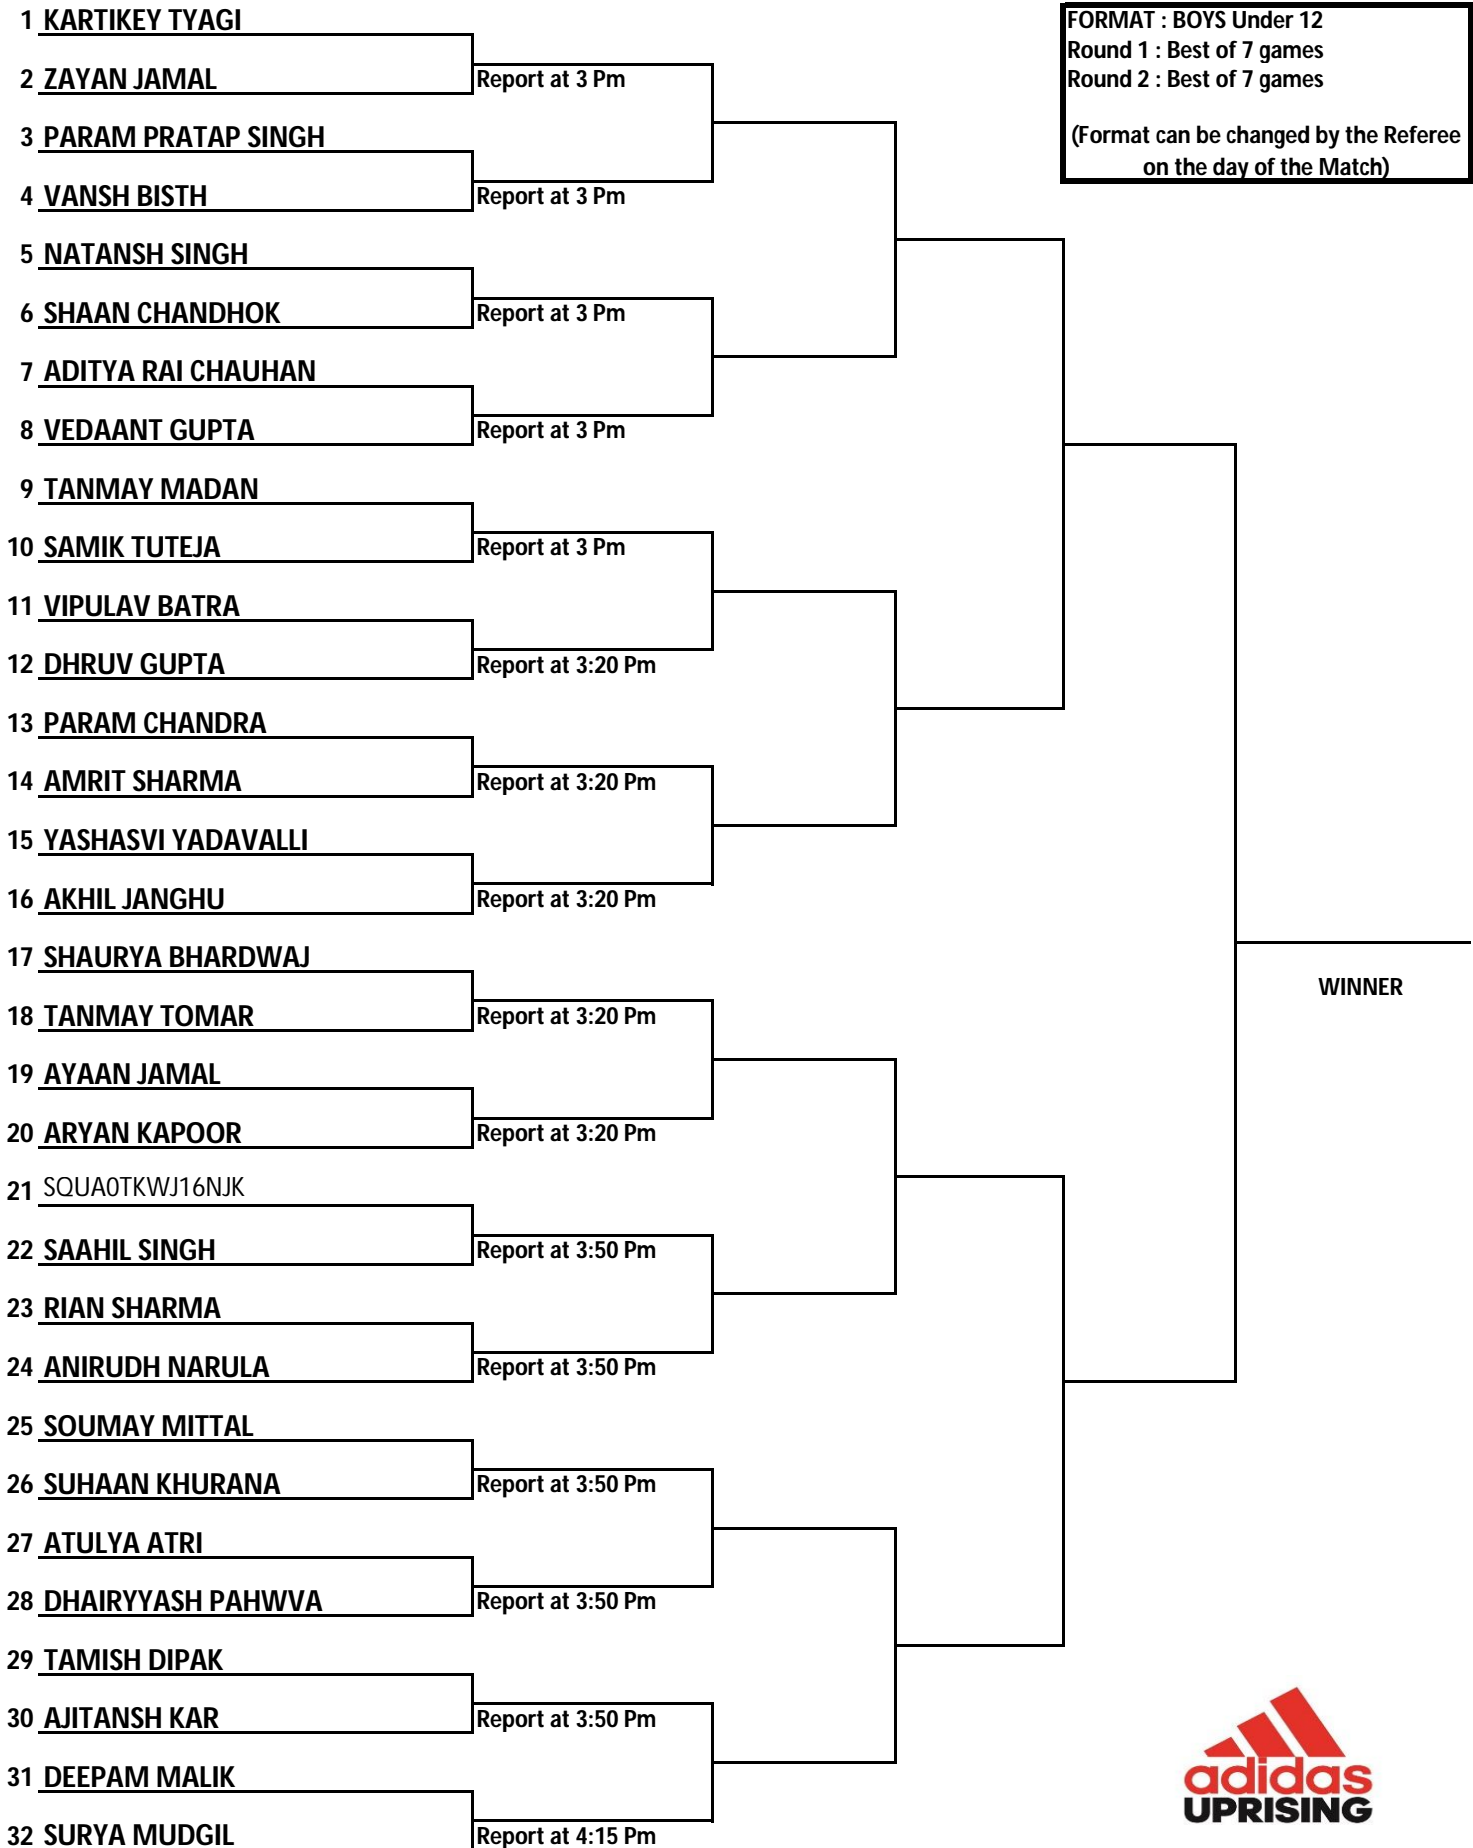 1 KARTIKEY TYAGI
FORMAT : BOYS Under 12
Round 1 : Best of 7 games
Round 2 : Best of 7 games
(Format can be changed by the Referee
on the day of the Match)
2 ZAYAN JAMAL
Report at 3 Pm
3 PARAM PRATAP SINGH
4 VANSH BISTH
Report at 3 Pm
5 NATANSH SINGH
6 SHAAN CHANDHOK
Report at 3 Pm
7 ADITYA RAI CHAUHAN
8 VEDAANT GUPTA
Report at 3 Pm
9 TANMAY MADAN
10 SAMIK TUTEJA
Report at 3 Pm
11 VIPULAV BATRA
12 DHRUV GUPTA
Report at 3:20 Pm
13 PARAM CHANDRA
14 AMRIT SHARMA
Report at 3:20 Pm
15 YASHASVI YADAVALLI
16 AKHIL JANGHU
Report at 3:20 Pm
17 SHAURYA BHARDWAJ
WINNER
18 TANMAY TOMAR
Report at 3:20 Pm
19 AYAAN JAMAL
20 ARYAN KAPOOR
Report at 3:20 Pm
21 SQUA0TKWJ16NJK
22 SAAHIL SINGH
Report at 3:50 Pm
23 RIAN SHARMA
24 ANIRUDH NARULA
Report at 3:50 Pm
25 SOUMAY MITTAL
26 SUHAAN KHURANA
Report at 3:50 Pm
27 ATULYA ATRI
28 DHAIRYYASH PAHWVA
Report at 3:50 Pm
29 TAMISH DIPAK
30 AJITANSH KAR
Report at 3:50 Pm
31 DEEPAM MALIK
32 SURYA MUDGIL
Report at 4:15 Pm
adidas
UPRISING